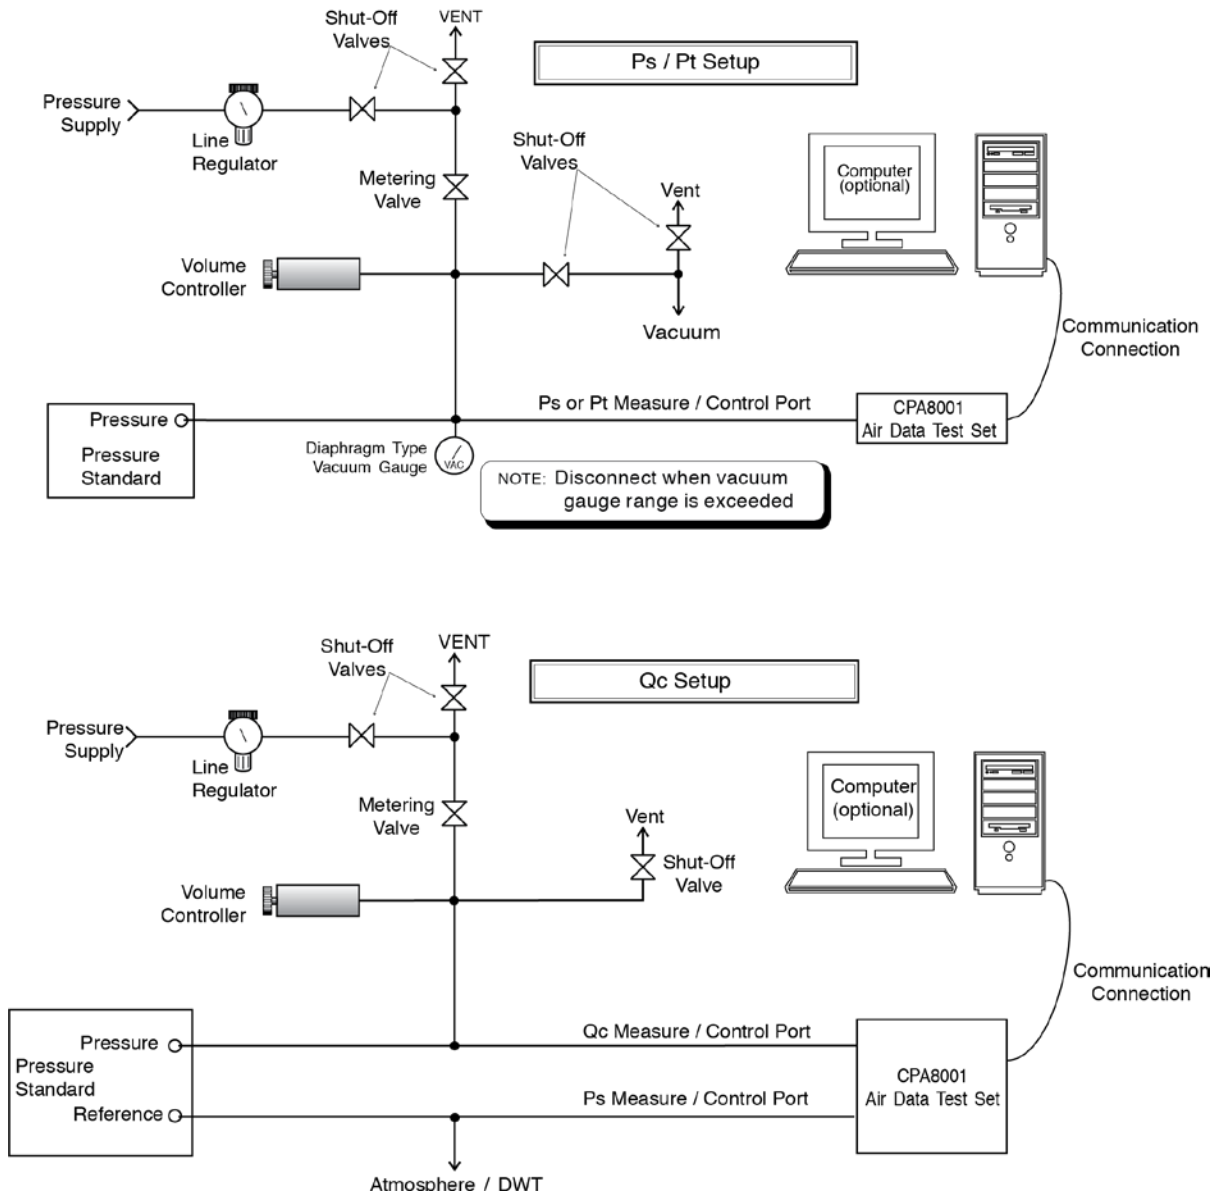 Shut-Off
Valves
VENT
Ps / Pt Setup
Pressure
Supply
Line
Regulator
Shut-Off
Valves
Metering
Valve
Vent
Computer
(optional)
Volume
Controller
Vacuum
Communication
Connection
Ps or Pt Measure / Control Port
CPA8001
Air Data Test Set
Pressure
Pressure
Standard
Diaphragm Type
Vacuum Gauge
VAC
NOTE: Disconnect when vacuum
gauge range is exceeded
Shut-Off
Valves
VENT
Qc Setup
Pressure
Supply
Line
Regulator
Metering
Valve
Vent
Shut-Off
Valve
Computer
(optional)
Volume
Controller
Communication
Connection
Qc Measure / Control Port
Pressure
Pressure
Standard
Reference
CPA8001
Air Data Test Set
Ps Measure / Control Port
Atmosphere / DWT